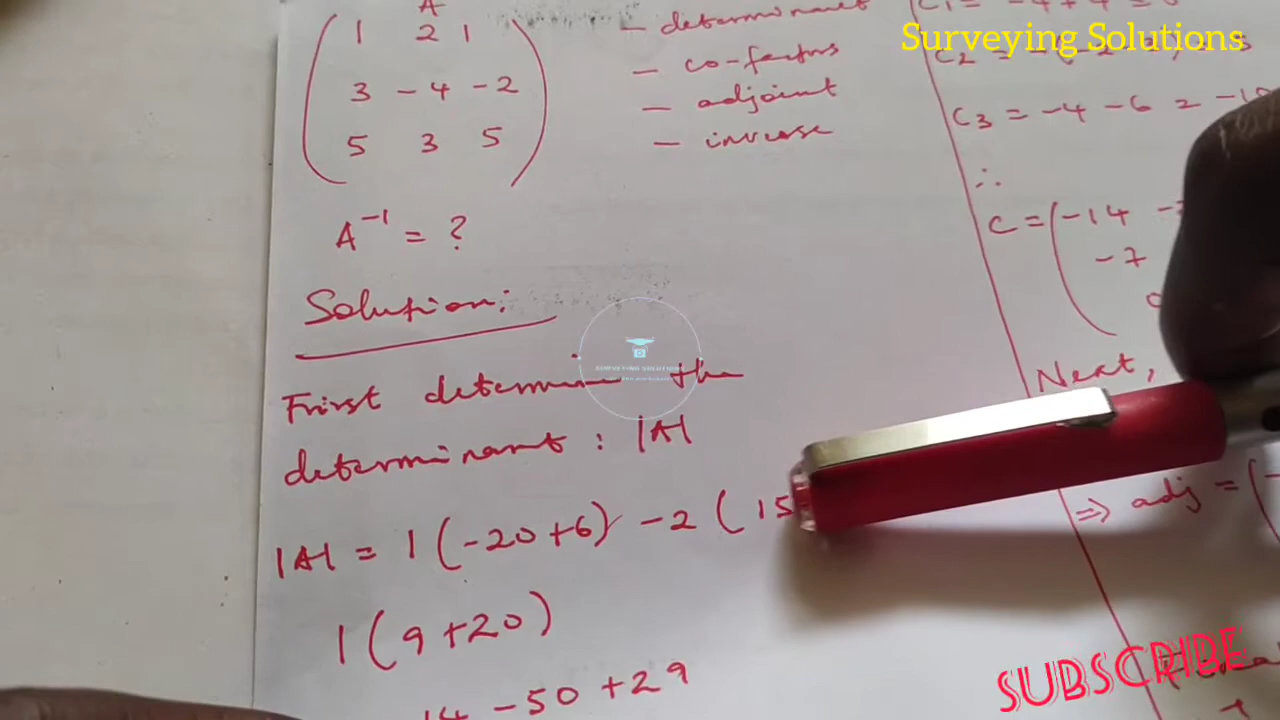 A
1 2 1
3 -4 -2
5 3 5
- determinant
- co-factors
- adjoint
- inverse
A⁻¹ = ?
Solution:
First determine the
determinant : |A|
|A| = 1(-20+6) -2(15
1(9+20)
-50 +29
Surveying Solutions
C₃ = -4 -6 = -10
∴
C = (-14
-7
Next,
⇒ adj = (-
SURVEYING SOLUTIONS
SUBSCRIBE